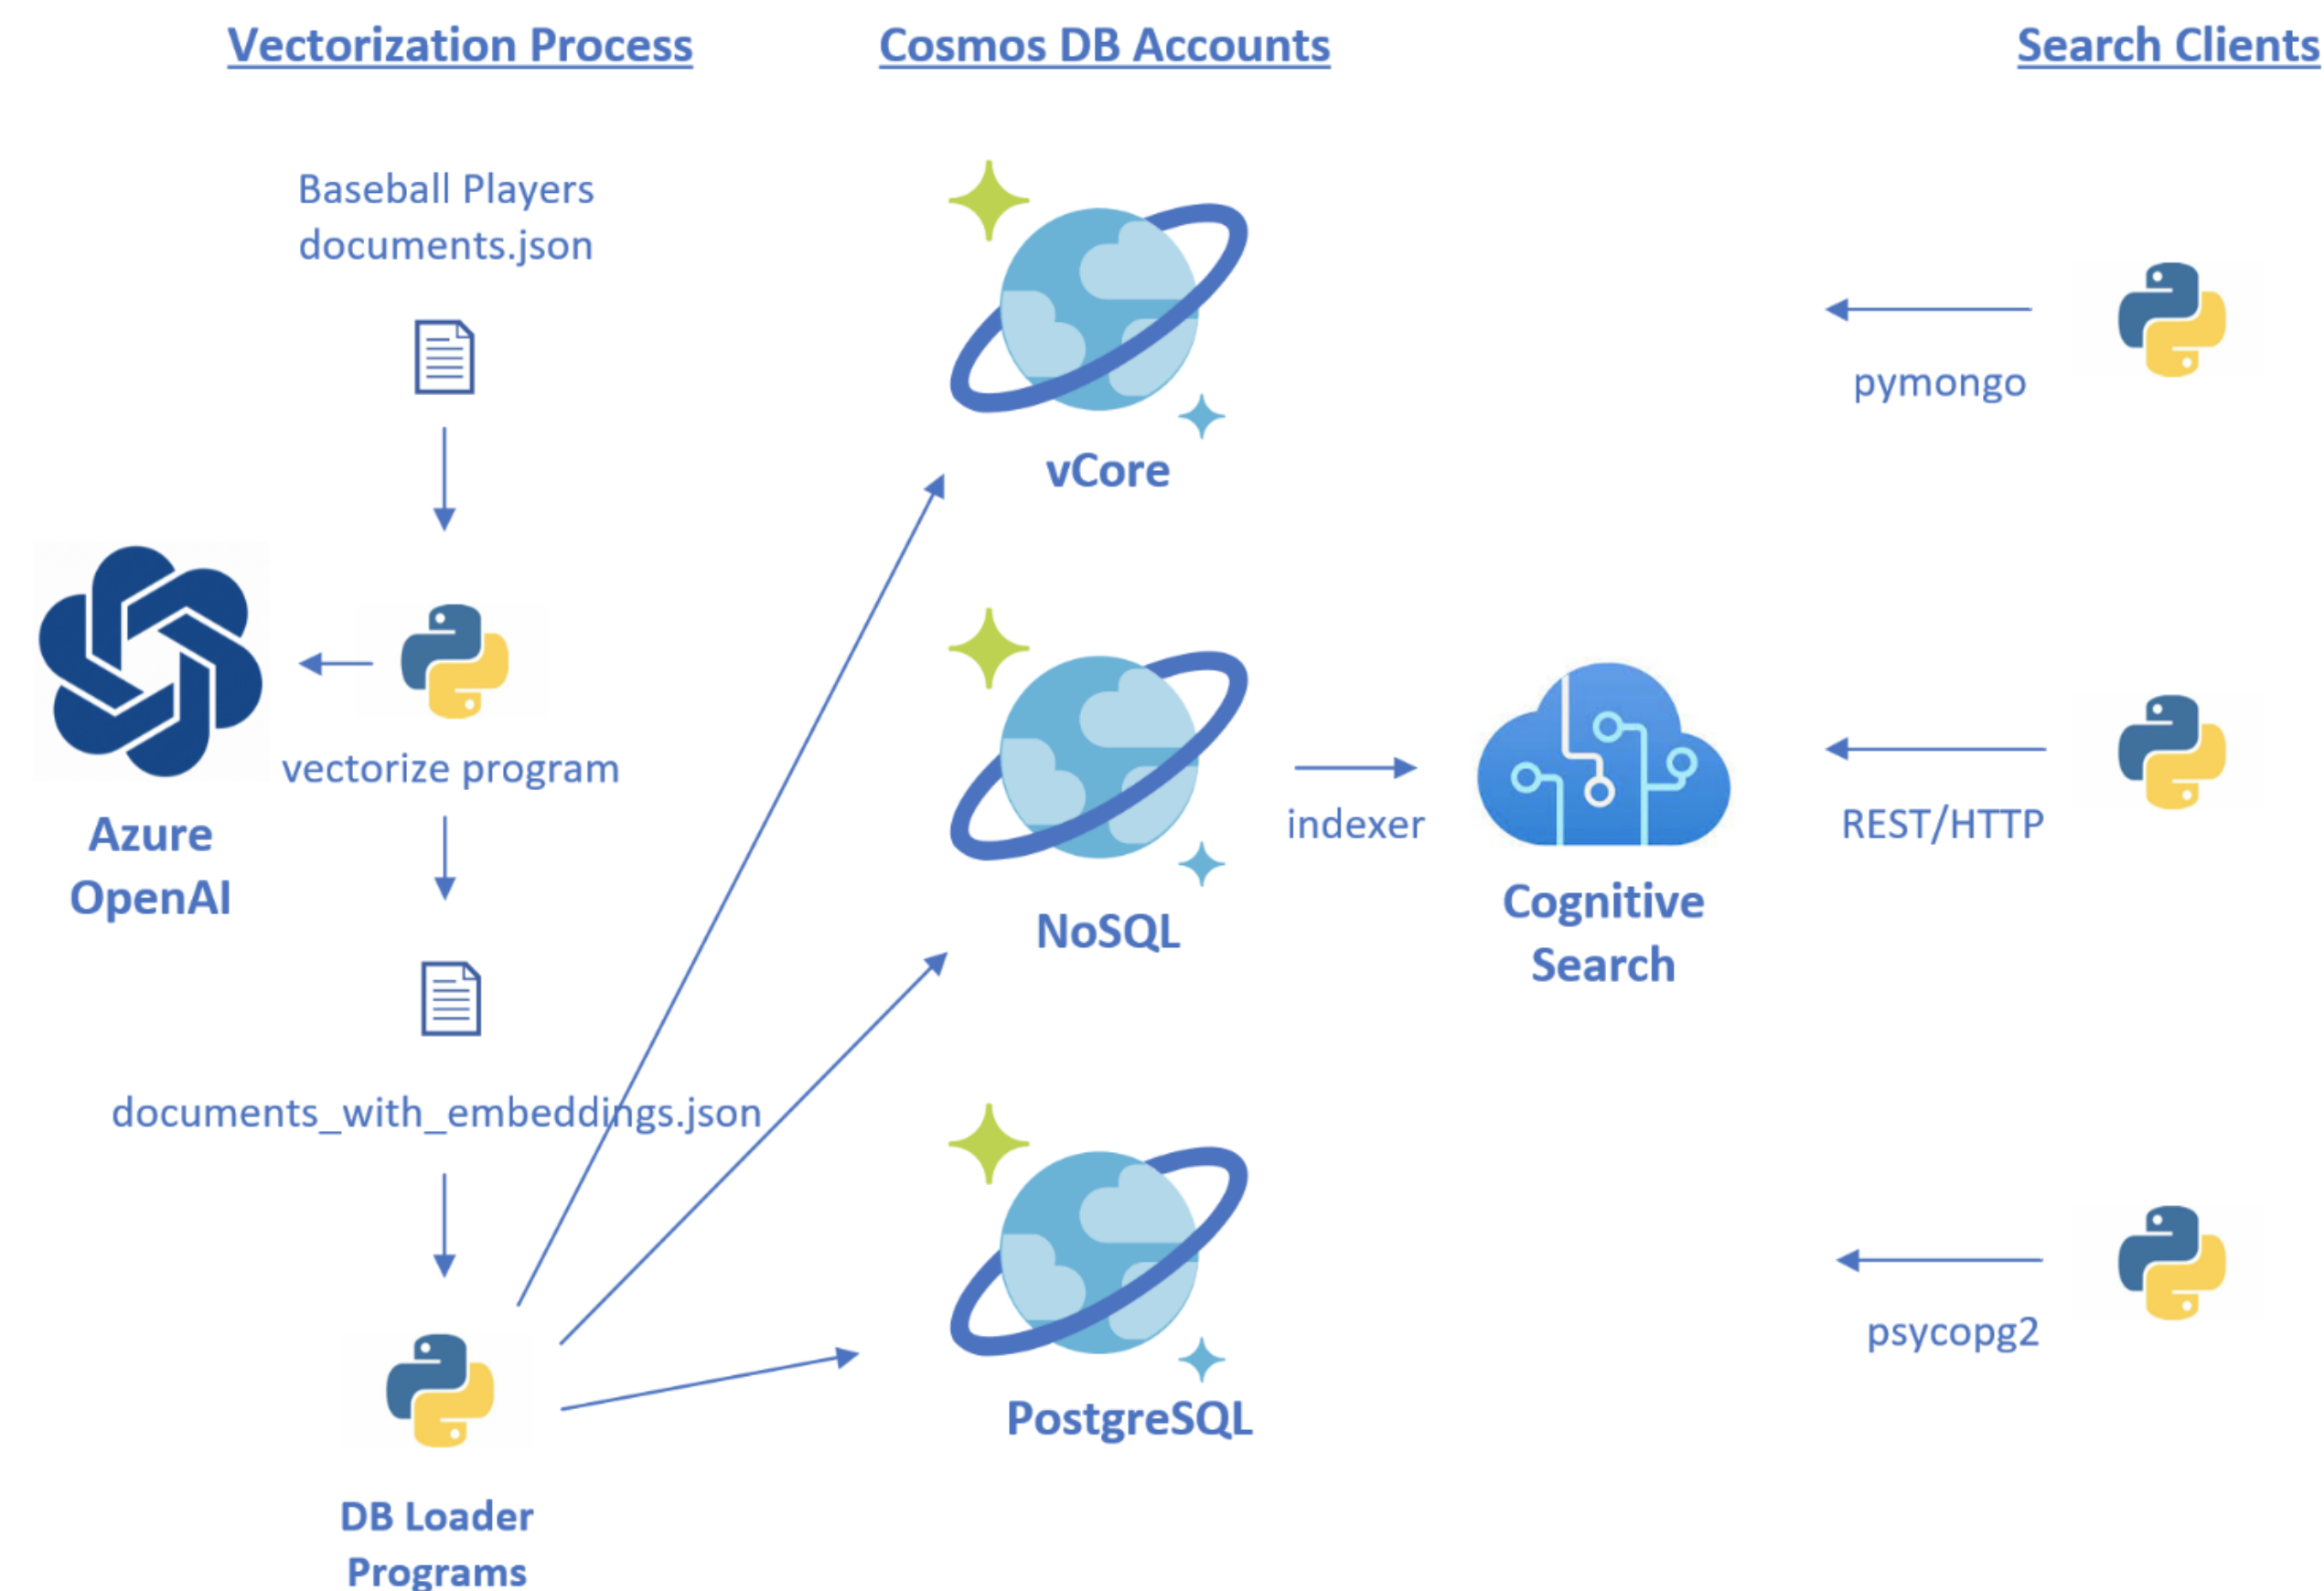 Vectorization Process
Cosmos DB Accounts
Search Clients
Baseball Players
documents.json
vCore
pymongo
vectorize program
Azure
OpenAI
NoSQL
indexer
Cognitive
Search
REST/HTTP
documents_with_embeddings.json
PostgreSQL
psycopg2
DB Loader
Programs